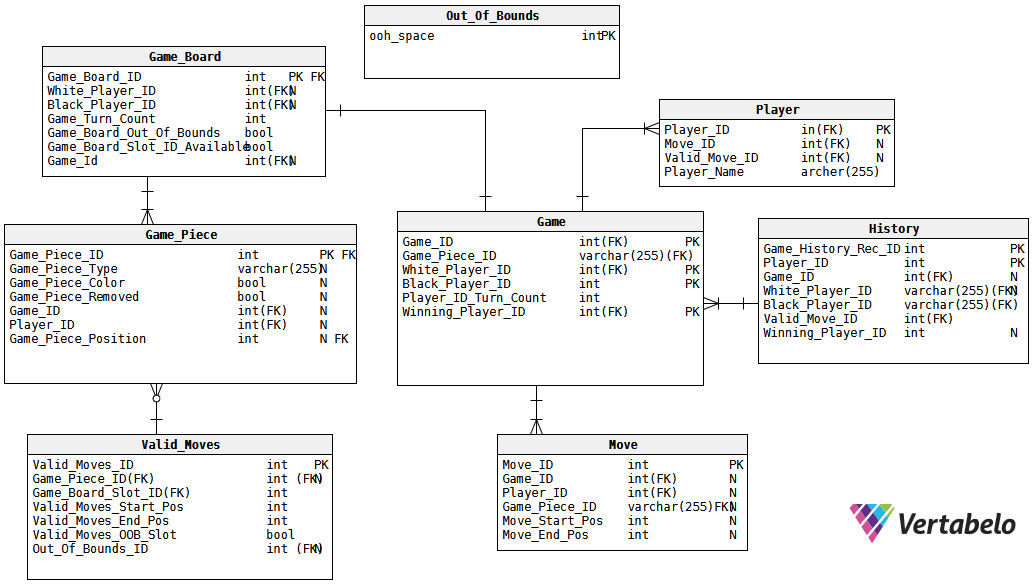 Out_Of_Bounds
ooh_space int PK
Game_Board
Game_Board_ID int PK FK
White_Player_ID int(FK) N
Black_Player_ID int(FK) N
Game_Turn_Count int
Game_Board_Out_Of_Bounds bool
Game_Board_Slot_ID_Available bool
Game_Id int(FK) N
Player
Player_ID in(FK) PK
Move_ID int(FK) N
Valid_Move_ID int(FK) N
Player_Name archer(255)
Game_Piece
Game_Piece_ID int PK FK
Game_Piece_Type varchar(255) N
Game_Piece_Color bool N
Game_Piece_Removed bool N
Game_ID int(FK) N
Player_ID int(FK) N
Game_Piece_Position int N FK
Game
Game_ID int(FK) PK
Game_Piece_ID varchar(255)(FK)
White_Player_ID int(FK) PK
Black_Player_ID int PK
Player_ID_Turn_Count int
Winning_Player_ID int(FK) PK
History
Game_History_Rec_ID int PK
Player_ID int PK
Game_ID int(FK) N
White_Player_ID varchar(255)(FK) N
Black_Player_ID varchar(255)(FK)
Valid_Move_ID int(FK)
Winning_Player_ID int N
Valid_Moves
Valid_Moves_ID int PK
Game_Piece_ID(FK) int (FK) N
Game_Board_Slot_ID(FK) int
Valid_Moves_Start_Pos int
Valid_Moves_End_Pos int
Valid_Moves_OOB_Slot bool
Out_Of_Bounds_ID int (FK) N
Move
Move_ID int PK
Game_ID int(FK) N
Player_ID int(FK) N
Game_Piece_ID varchar(255)FK) N
Move_Start_Pos int N
Move_End_Pos int N
Vertabelo